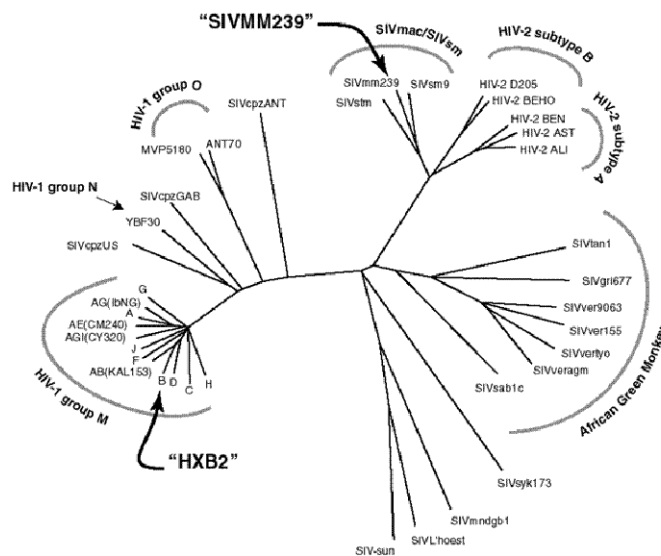 "SIVMM239"
SIVmac/SIVsm
HIV-2 subtype B
HIV-1 group O
SIVcpzANT
SIVmm239
SIVsm9
SIVstm
HIV-2 D205
HIV-2 BEHO
HIV-2 subtype A
HIV-2 BEN
HIV-2 AST
HIV-2 ALI
MVP5180
ANT70
HIV-1 group N
SIVcpzGAB
YBF30
SIVcpzUS
SIVtan1
SIVgri677
SIVver9063
SIVver155
SIVvertyo
SIVveragm
SIVsab1c
African Green Monkey
G
AG(IbNG)
A
AE(CM240)
AGI(CY320)
J
F
AB(KAL153)
B
D
C
H
HIV-1 group M
"HXB2"
SIVsyk173
SIVmndgb1
SIVL'hoest
SIV-sun